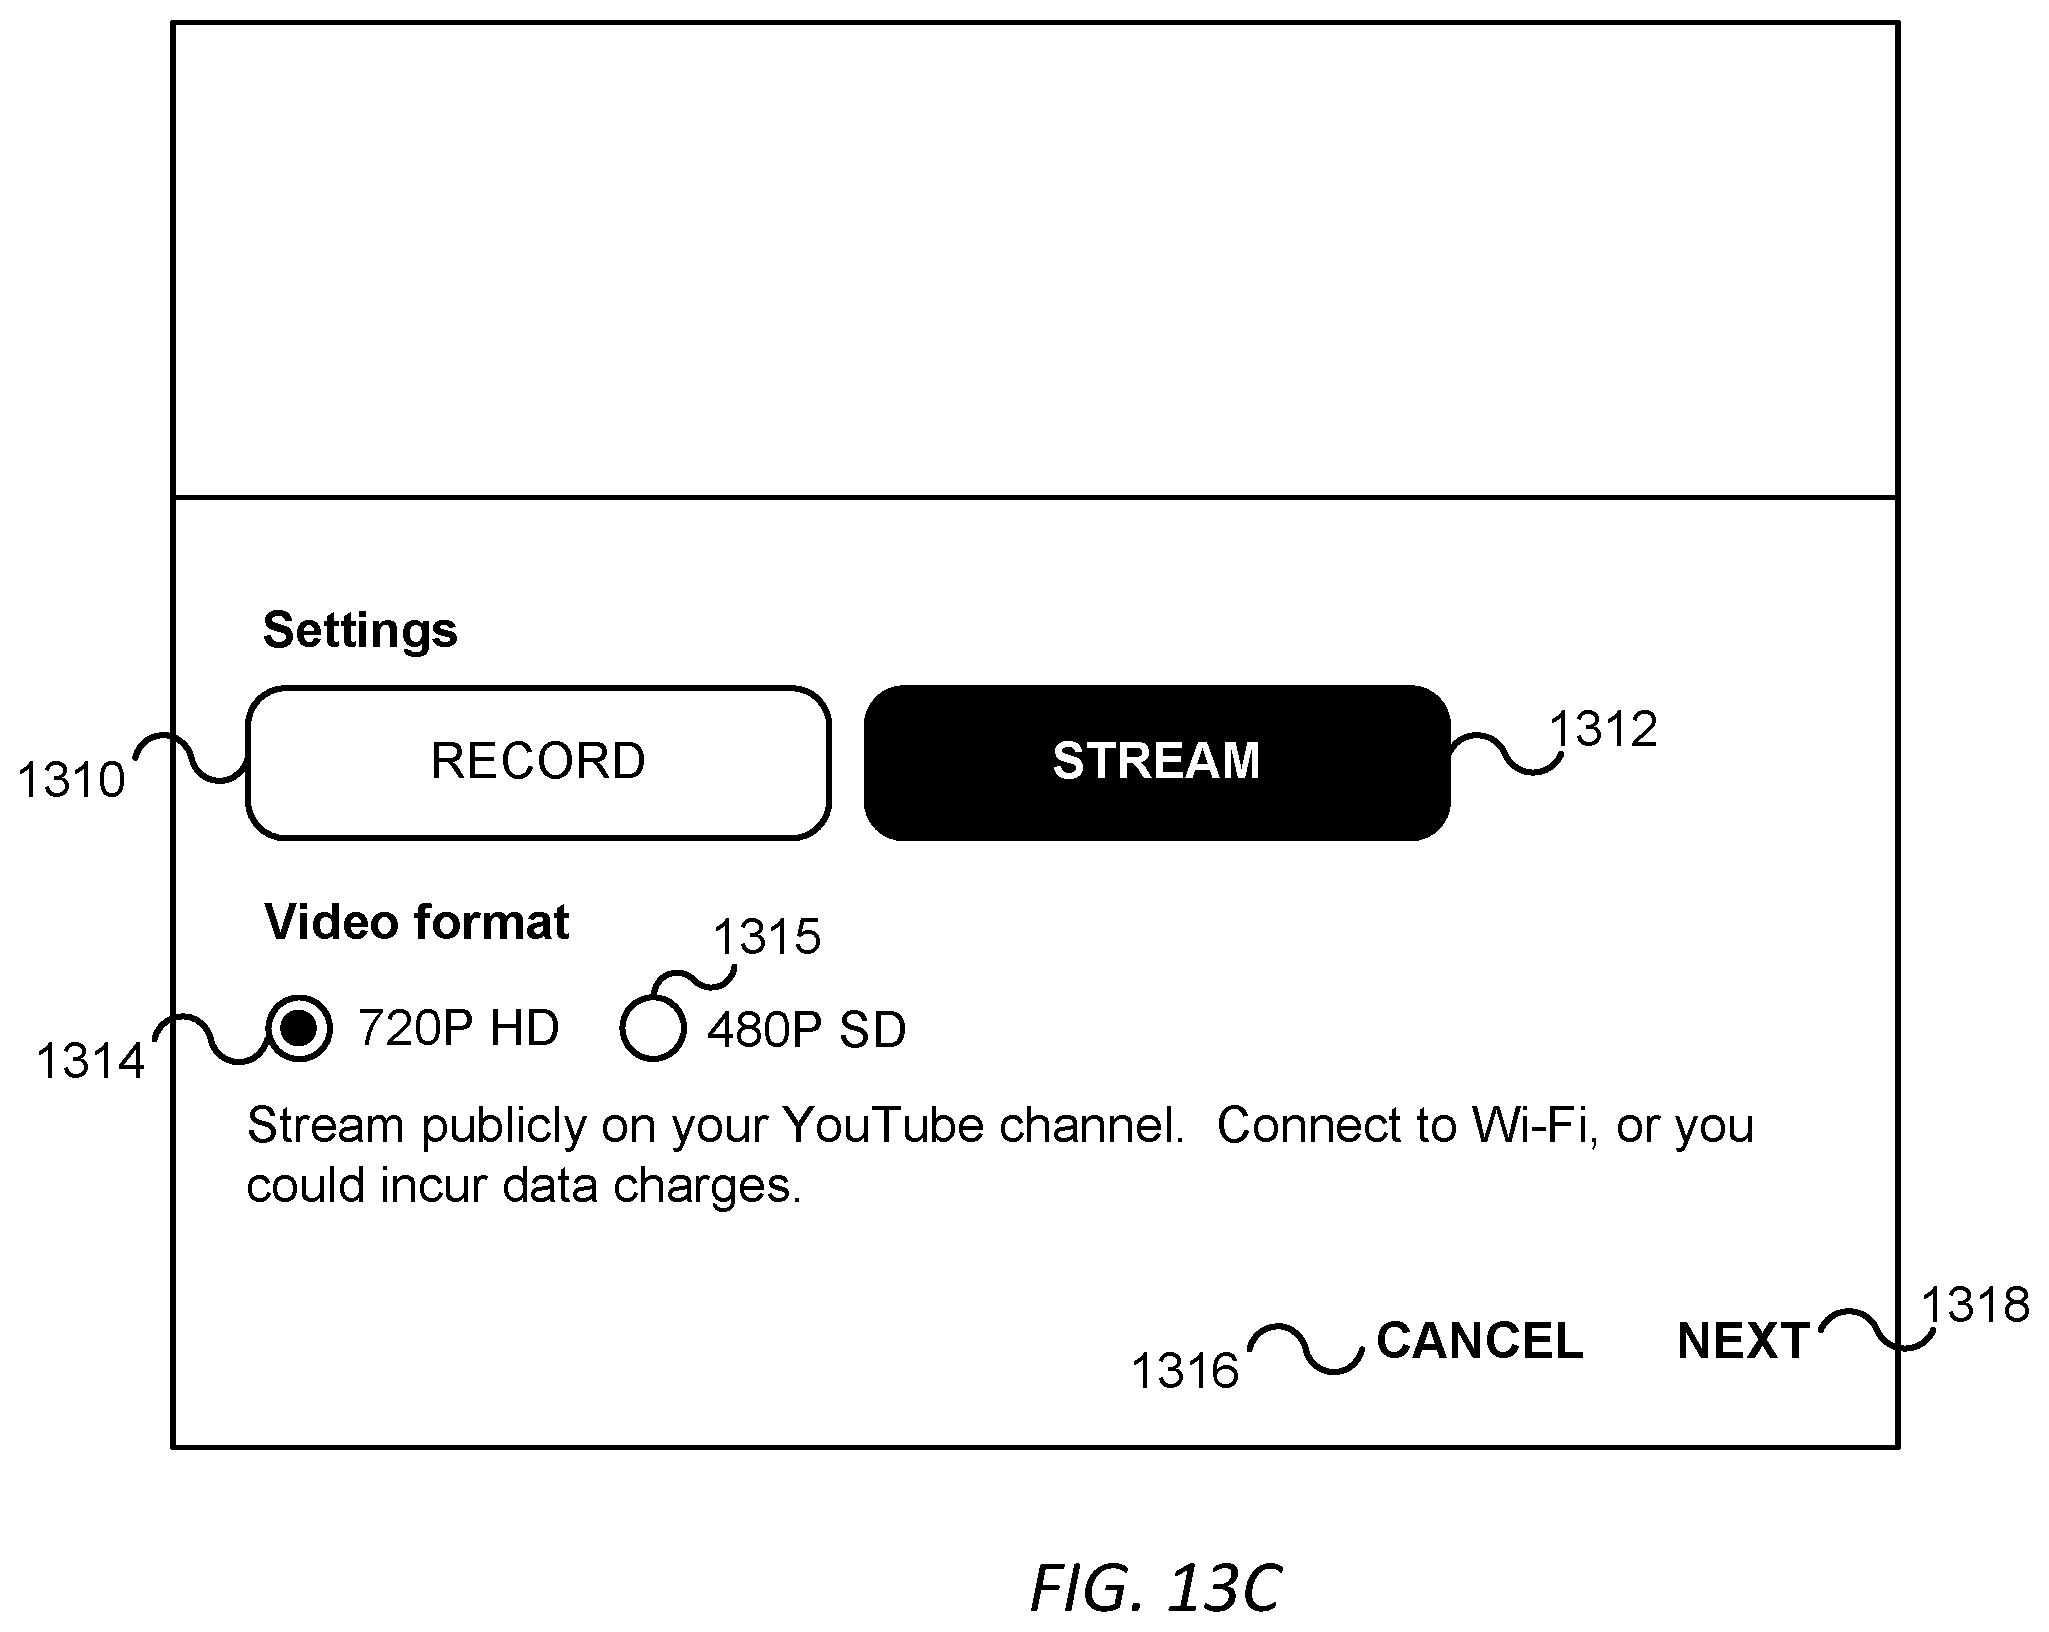 Settings
RECORD
STREAM
1312
1310
Video format
1315
720P HD
480P SD
1314
Stream publicly on your YouTube channel.  Connect to Wi-Fi, or you
could incur data charges.
1316
CANCEL
NEXT
1318
FIG. 13C